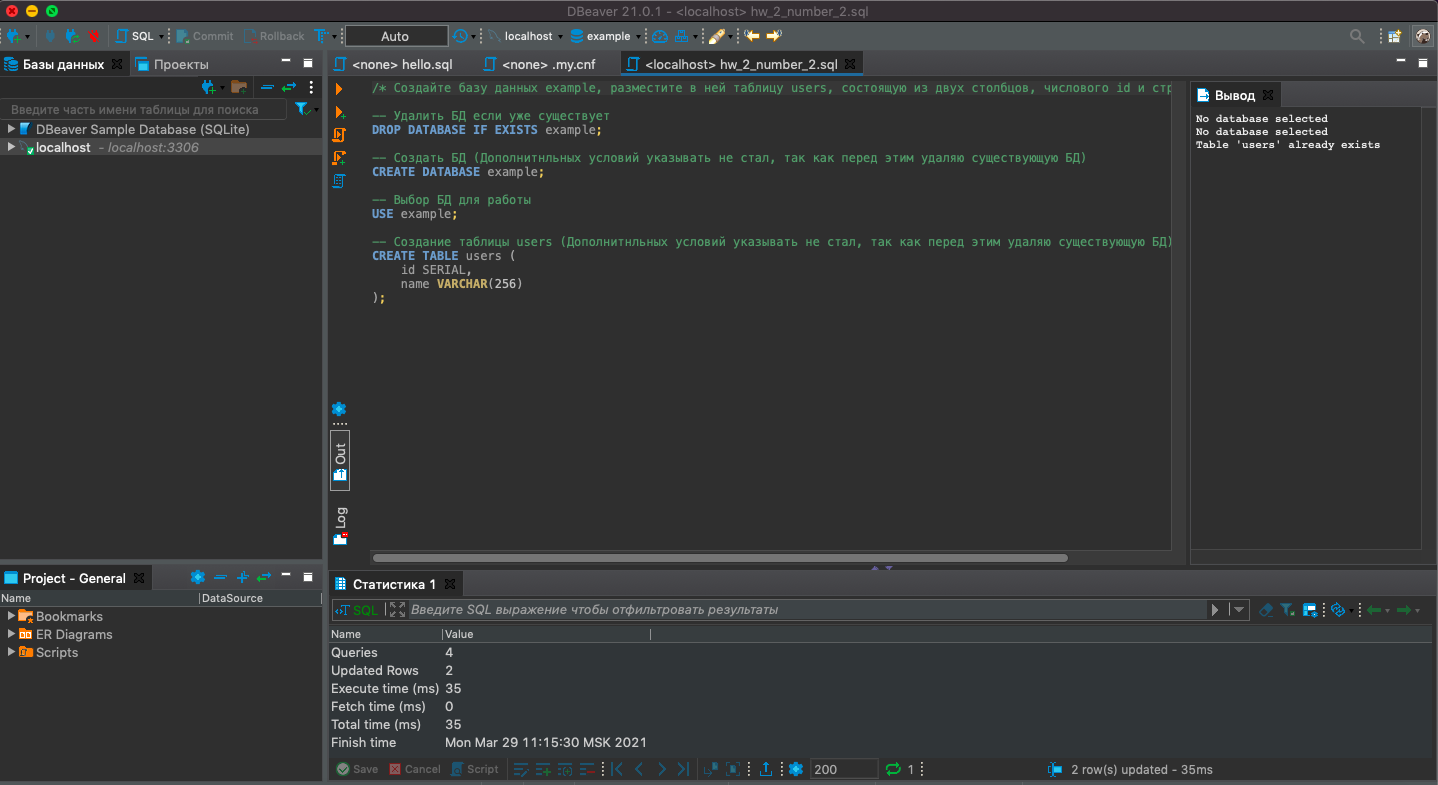 DBeaver 21.0.1 - <localhost> hw_2_number_2.sql
SQL Commit Rollback Auto localhost example
Базы данных
Проекты
Введите часть имени таблицы для поиска
DBeaver Sample Database (SQLite)
localhost - localhost:3306
<none> hello.sql
<none> .my.cnf
<localhost> hw_2_number_2.sql
/* Создайте базу данных example, разместите в ней таблицу users, состоящую из двух столбцов, числового id и стр
-- Удалить БД если уже существует
DROP DATABASE IF EXISTS example;
-- Создать БД (Дополнитнльных условий указывать не стал, так как перед этим удаляю существующую БД)
CREATE DATABASE example;
-- Выбор БД для работы
USE example;
-- Создание таблицы users (Дополнитнльных условий указывать не стал, так как перед этим удаляю существующую БД)
CREATE TABLE users (
id SERIAL,
name VARCHAR(256)
);
Out
Log
Вывод
No database selected
No database selected
Table 'users' already exists
Project - General
Name DataSource
Bookmarks
ER Diagrams
Scripts
Статистика 1
SQL Введите SQL выражение чтобы отфильтровать результаты
Name Value
Queries 4
Updated Rows 2
Execute time (ms) 35
Fetch time (ms) 0
Total time (ms) 35
Finish time Mon Mar 29 11:15:30 MSK 2021
Save Cancel Script 200 1 2 row(s) updated - 35ms